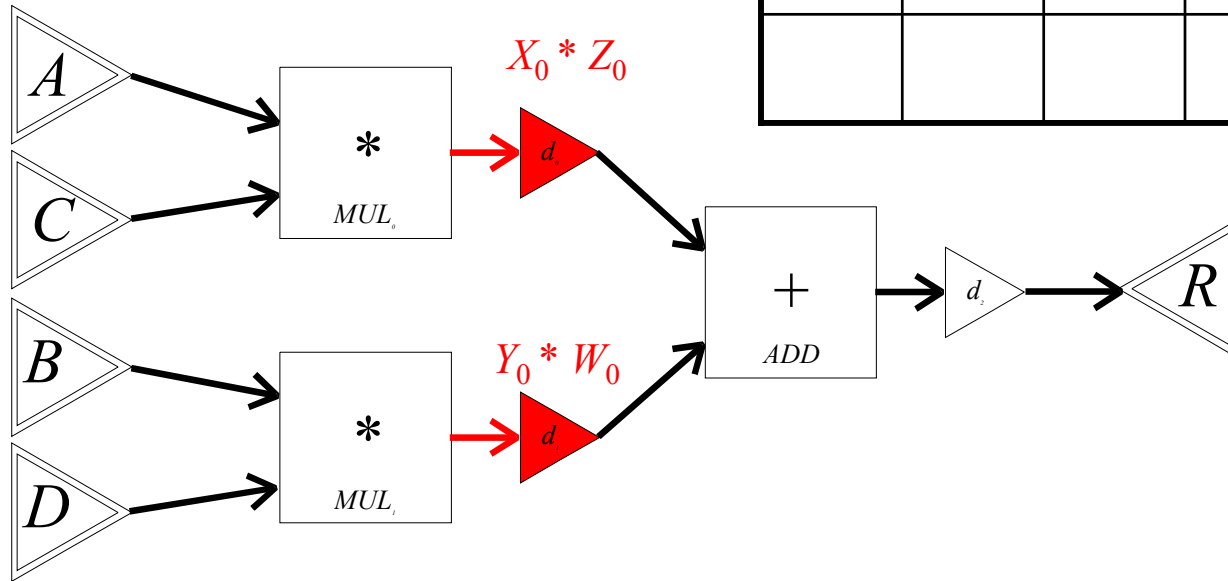 A
X₀ * Z₀
*
d₀
MUL₀
C
+
ADD
d₂
R
B
Y₀ * W₀
*
d₁
MUL₁
D